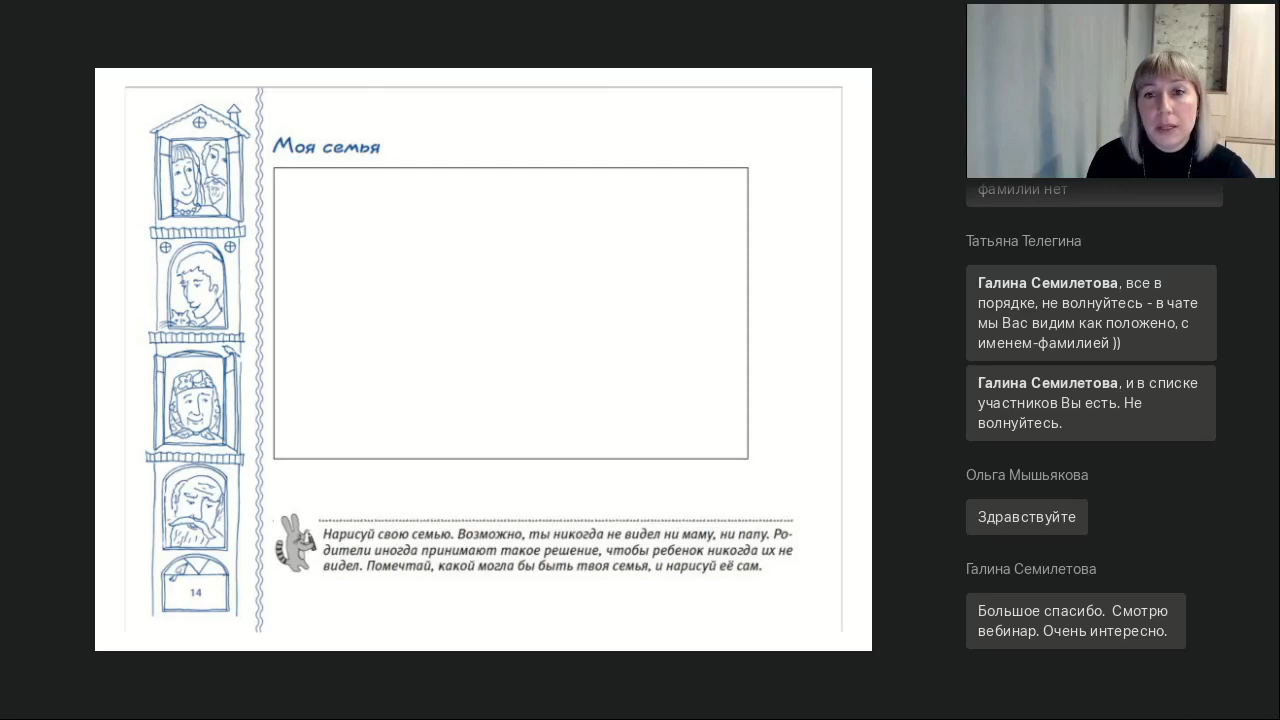 Моя семья
Нарисуй свою семью. Возможно, ты никогда не видел ни маму, ни папу. Ро-
дители иногда принимают такое решение, чтобы ребенок никогда их не
видел. Помечтай, какой могла бы быть твоя семья, и нарисуй её сам.
14
фамилии нет
Татьяна Телегина
Галина Семилетова, все в
порядке, не волнуйтесь - в чате
мы Вас видим как положено, с
именем-фамилией ))
Галина Семилетова, и в списке
участников Вы есть. Не
волнуйтесь.
Ольга Мышьякова
Здравствуйте
Галина Семилетова
Большое спасибо.  Смотрю
вебинар. Очень интересно.